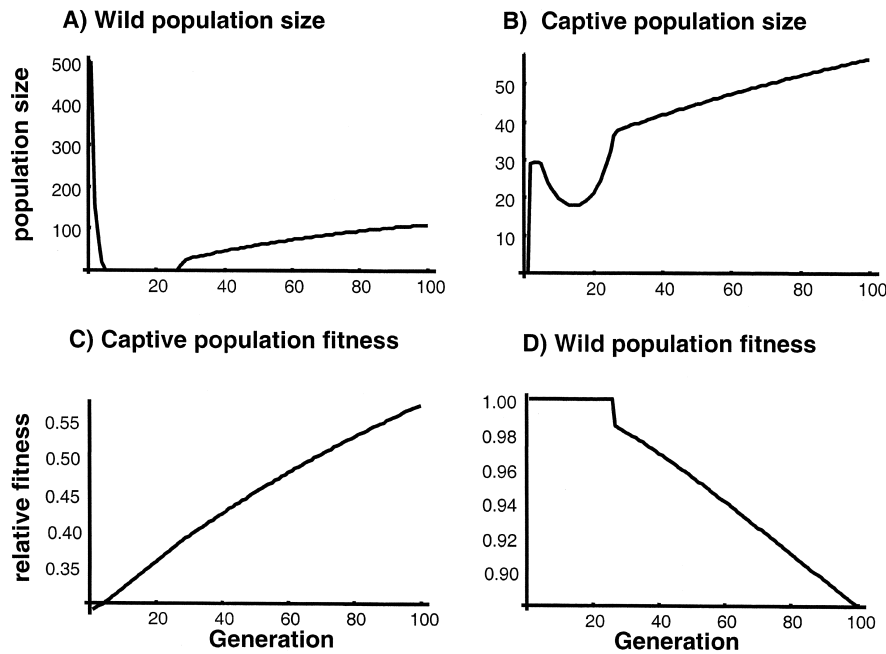 A) Wild population size
B) Captive population size
population size
500
400
300
200
100
20 40 60 80 100
50
40
30
20
10
20 40 60 80 100
C) Captive population fitness
D) Wild population fitness
relative fitness
0.55
0.50
0.45
0.40
0.35
20 40 60 80 100
Generation
1.00
0.98
0.96
0.94
0.92
0.90
20 40 60 80 100
Generation